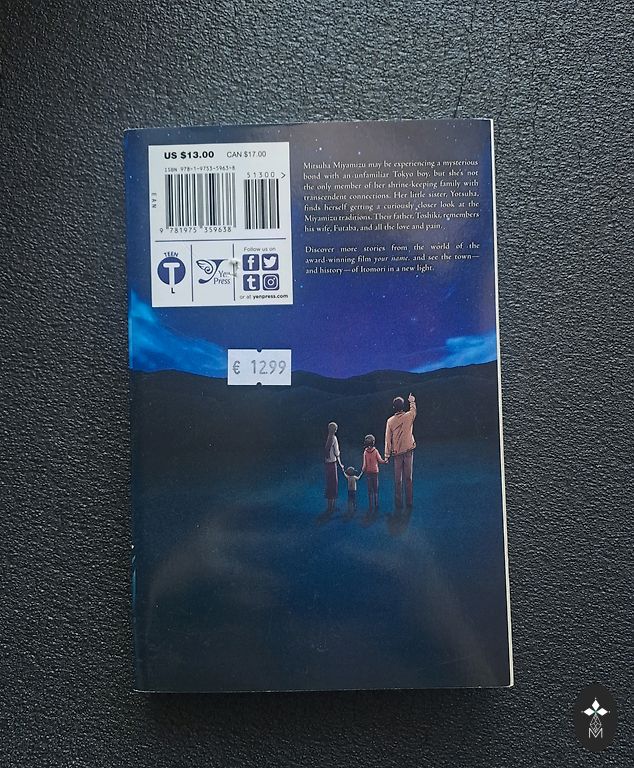 US $13.00 CAN $17.00
ISBN 978-1-9753-5963-8
51300 >
EAN
9 781975 359638
TEEN
T
L
Yen
Press
Follow us on
or at yenpress.com
Mitsuha Miyamizu may be experiencing a mysterious
bond with an unfamiliar Tokyo boy, but she's not
the only member of her shrine-keeping family with
transcendent connections. Her little sister, Yotsuha,
finds herself getting a curiously closer look at the
Miyamizu traditions. Their father, Toshiki, remembers
his wife, Futaba, and all the love and pain.
Discover more stories from the world of the
award-winning film your name. and see the town—
and history—of Itomori in a new light.
€ 12.99
M